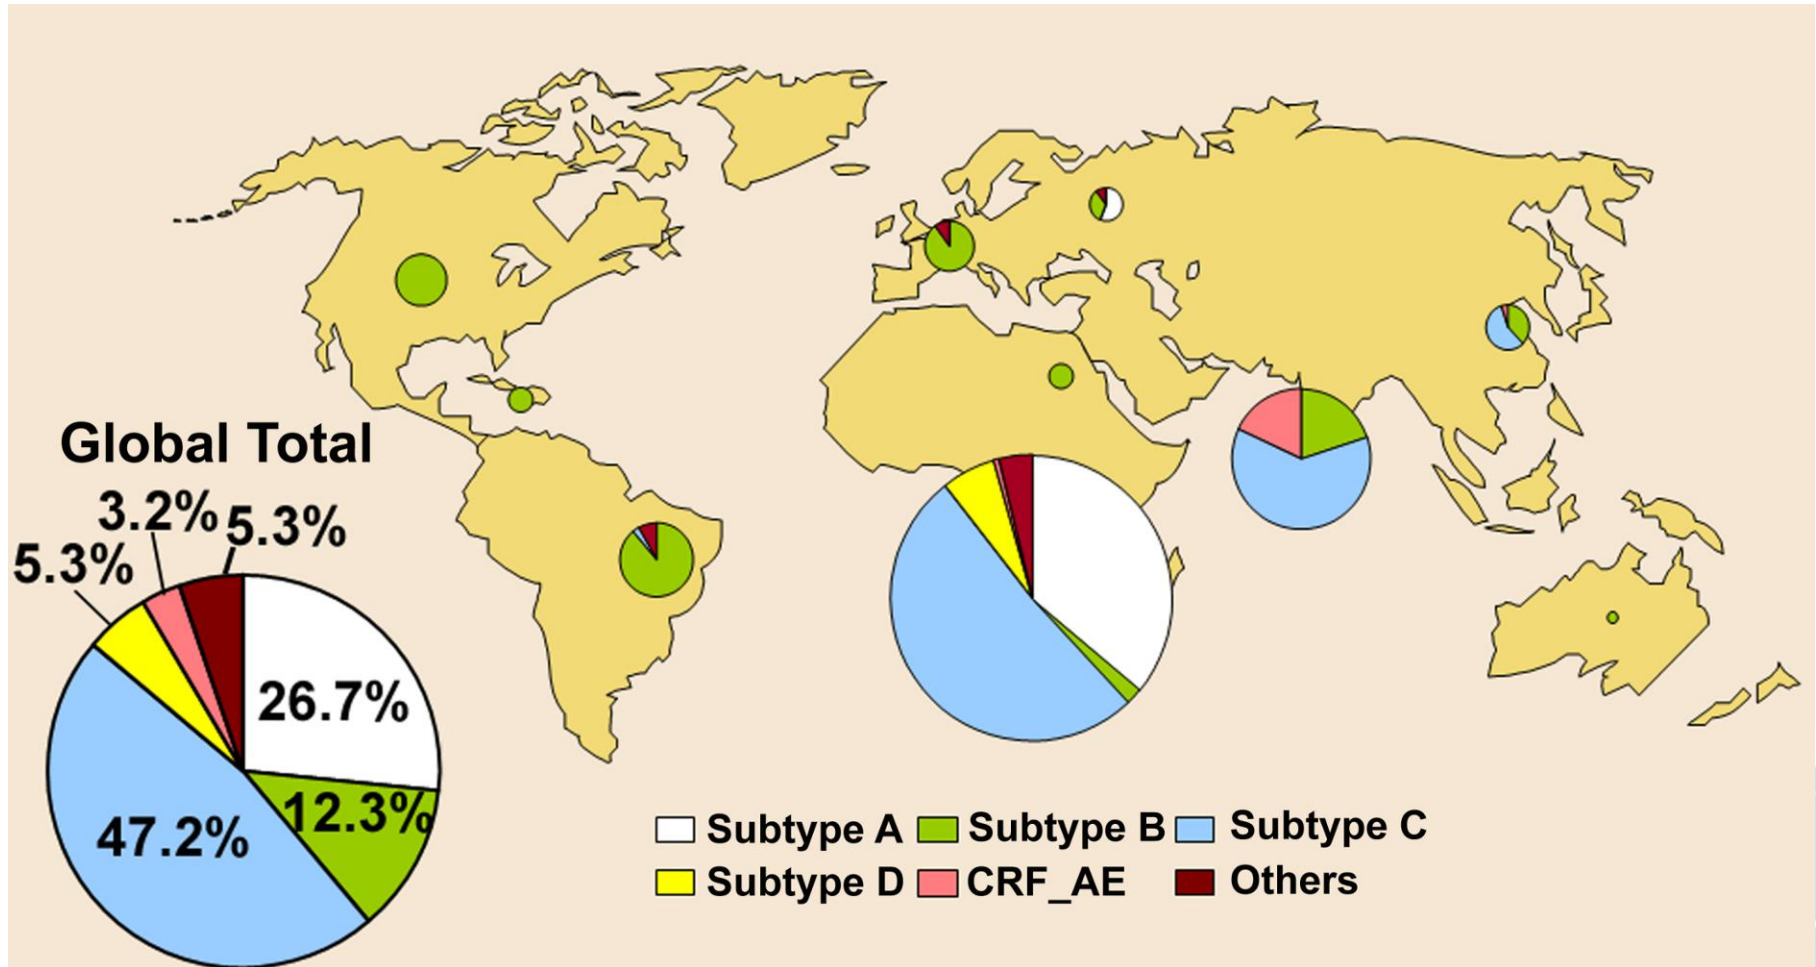 Global Total
3.2%
5.3%
5.3%
26.7%
12.3%
47.2%
Subtype A
Subtype B
Subtype C
Subtype D
CRF_AE
Others